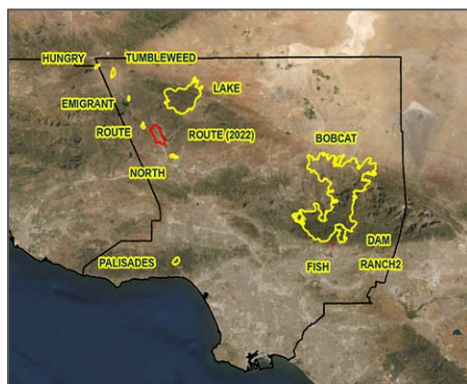 HUNGRY
TUMBLEWEED
LAKE
EMIGRANT
ROUTE
ROUTE (2022)
BOBCAT
NORTH
DAM
PALISADES
FISH
RANCH2